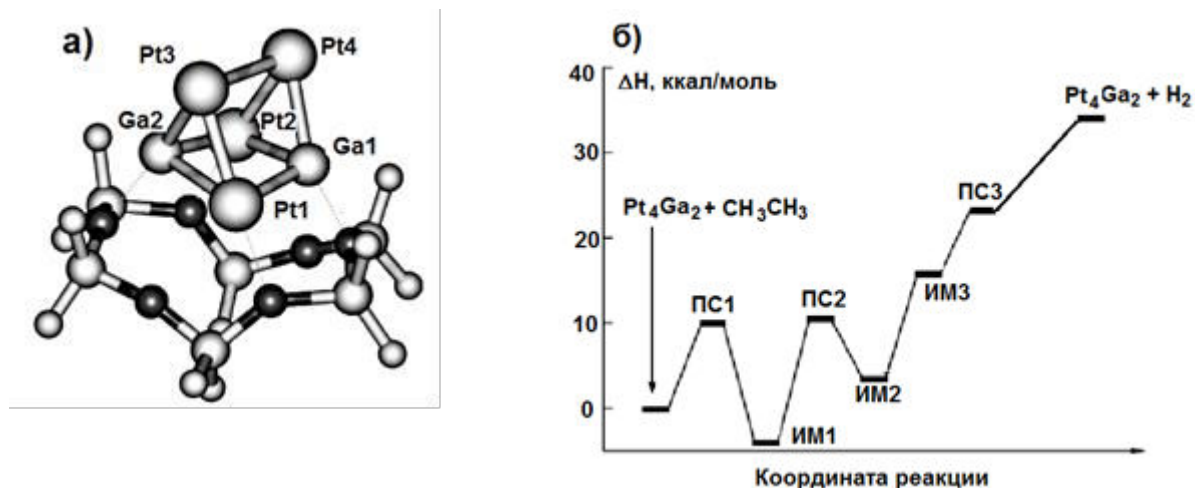 а)
Pt3
Pt4
Ga2
Pt2
Ga1
Pt1
б)
40
ΔH, ккал/моль
Pt₄Ga₂ + H₂
30
ПС3
Pt₄Ga₂ + CH₃CH₃
20
ПС1
ПС2
ИМ3
10
ИМ2
0
ИМ1
Координата реакции